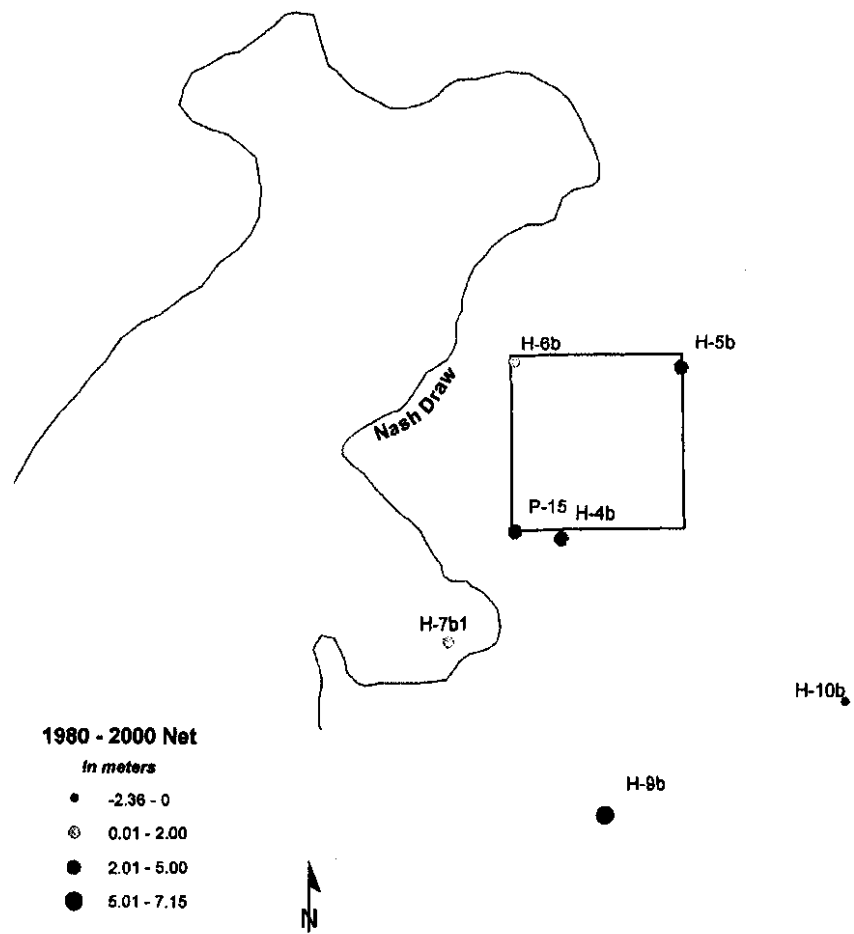 H-6b
H-5b
Nash Draw
P-15
H-4b
H-7b1
H-10b
H-9b
1980 - 2000 Net
In meters
-2.36 - 0
0.01 - 2.00
2.01 - 5.00
5.01 - 7.15
N